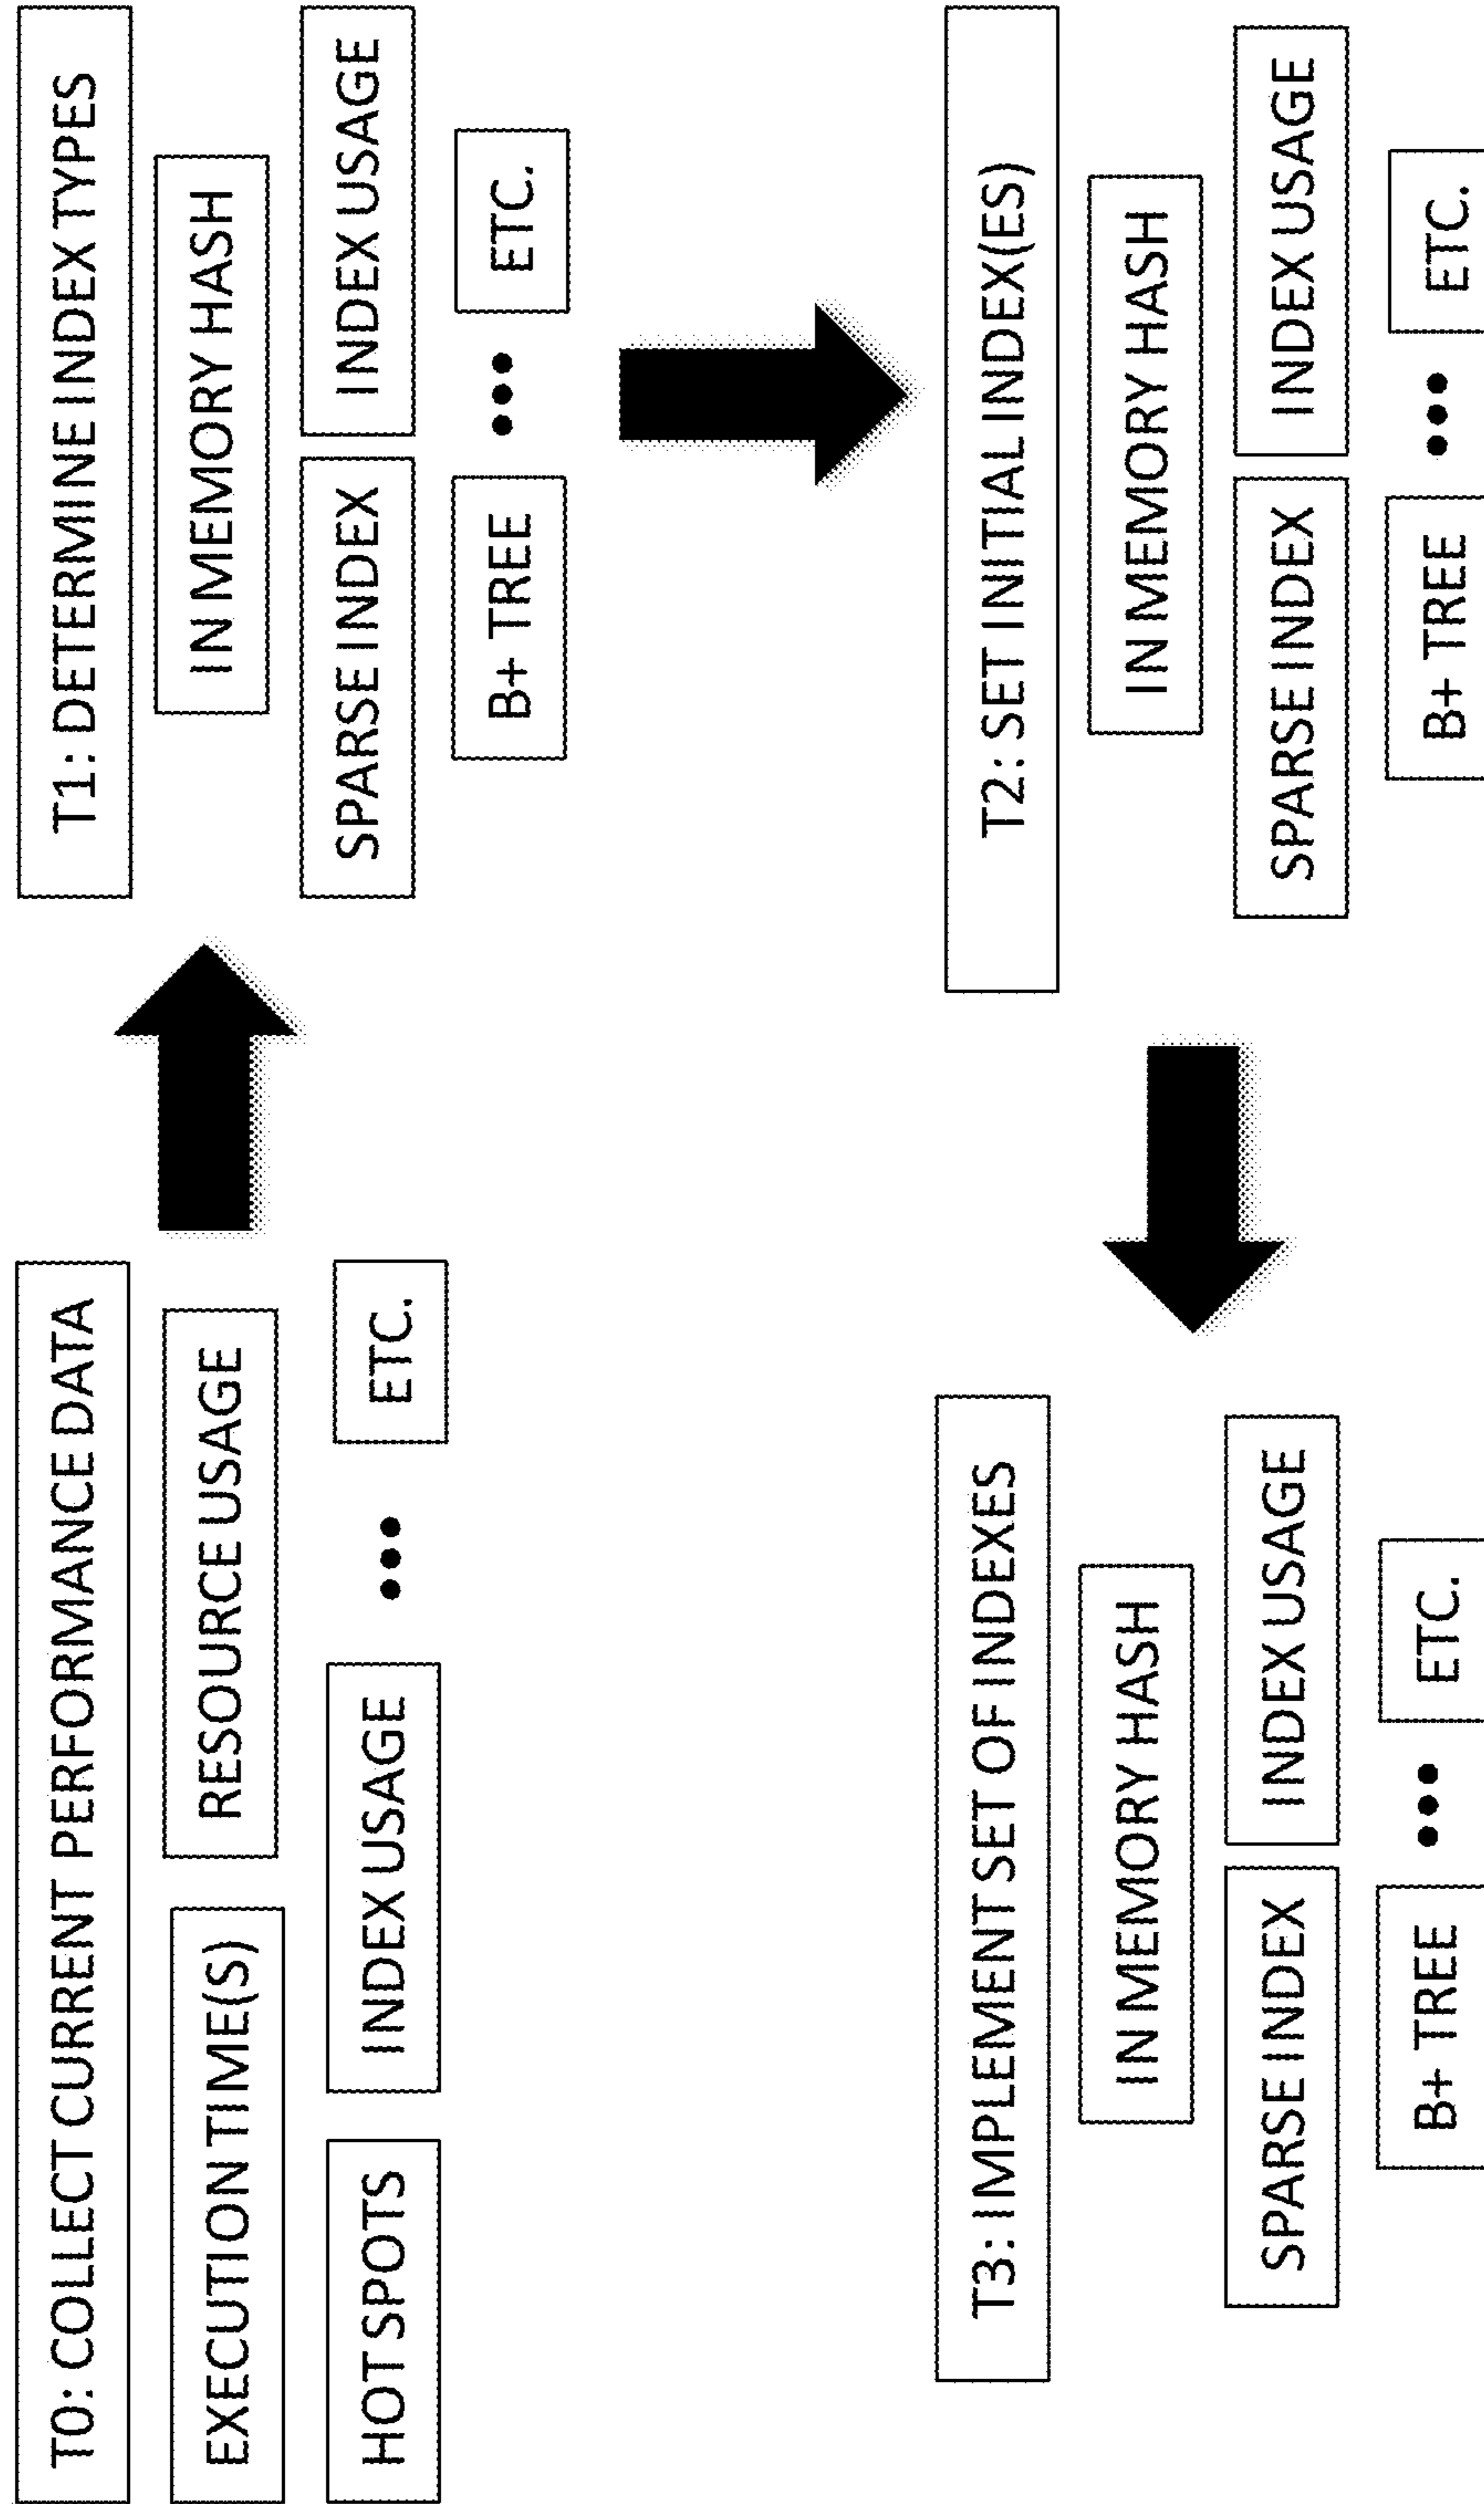 T0: COLLECT CURRENT PERFORMANCE DATA
EXECUTION TIME(S)
RESOURCE USAGE
HOT SPOTS
INDEX USAGE
ETC.
T1: DETERMINE INDEX TYPES
IN MEMORY HASH
SPARSE INDEX
INDEX USAGE
B+ TREE
ETC.
T2: SET INITIAL INDEX(ES)
IN MEMORY HASH
SPARSE INDEX
INDEX USAGE
B+ TREE
ETC.
T3: IMPLEMENT SET OF INDEXES
IN MEMORY HASH
SPARSE INDEX
INDEX USAGE
B+ TREE
ETC.